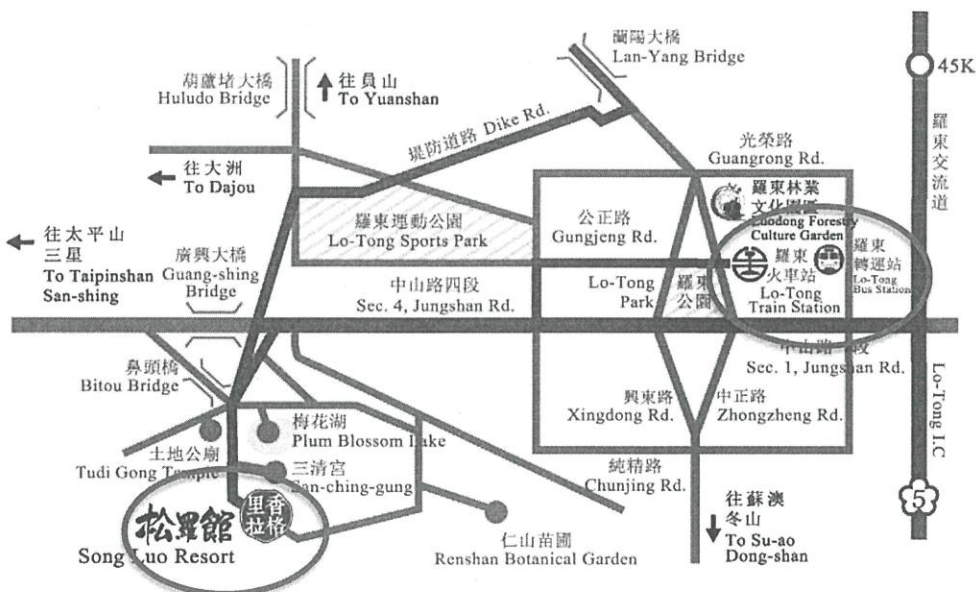 葫蘆堵大橋
Huludo Bridge
往員山
To Yuanshan
蘭陽大橋
Lan-Yang Bridge
45K
堤防道路 Dike Rd.
光榮路
Guangrong Rd.
羅東交流道
往大洲
To Dajou
羅東運動公園
Lo-Tong Sports Park
公正路
Gungjeng Rd.
羅東林業
文化園區
Luodong Forestry
Culture Garden
往太平山
三星
To Taipinshan
San-shing
廣興大橋
Guang-shing
Bridge
中山路四段
Sec. 4, Jungshan Rd.
Lo-Tong
Park
羅東
公園
羅東
火車站
Lo-Tong
Train Station
羅東
轉運站
Lo-Tong
Bus Station
鼻頭橋
Bitou Bridge
中山路
段
Sec. 1, Jungshan Rd.
Lo-Tong I.C
梅花湖
Plum Blossom Lake
興東路
Xingdong Rd.
中正路
Zhongzheng Rd.
土地公廟
Tudi Gong Temple
三清宮
San-ching-gung
純精路
Chunjing Rd.
松羅館
里香
拉格
Song Luo Resort
仁山苗圃
Renshan Botanical Garden
往蘇澳
冬山
To Su-ao
Dong-shan
5